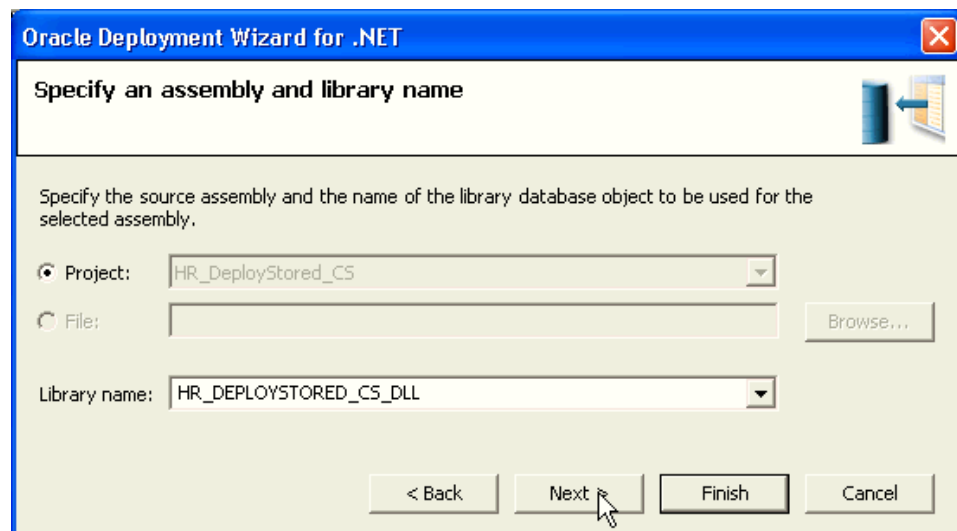 Oracle Deployment Wizard for .NET
Specify an assembly and library name
Specify the source assembly and the name of the library database object to be used for the
selected assembly.
Project: HR_DeployStored_CS
File: Browse...
Library name: HR_DEPLOYSTORED_CS_DLL
< Back Next > Finish Cancel